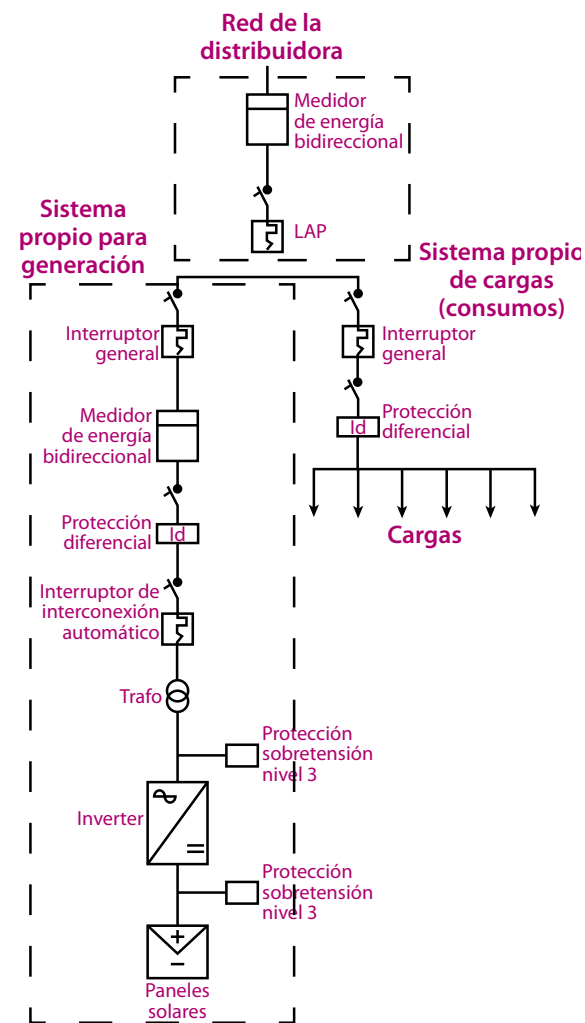 Red de la
distribuidora
Medidor
de energía
bidireccional
LAP
Sistema
propio para
generación
Sistema propio
de cargas
(consumos)
Interruptor
general
Interruptor
general
Medidor
de energía
bidireccional
Protección
diferencial
Id
Cargas
Protección
diferencial
Id
Interruptor de
interconexión
automático
Trafo
Protección
sobretensión
nivel 3
Inverter
Protección
sobretensión
nivel 3
+
−
Paneles
solares